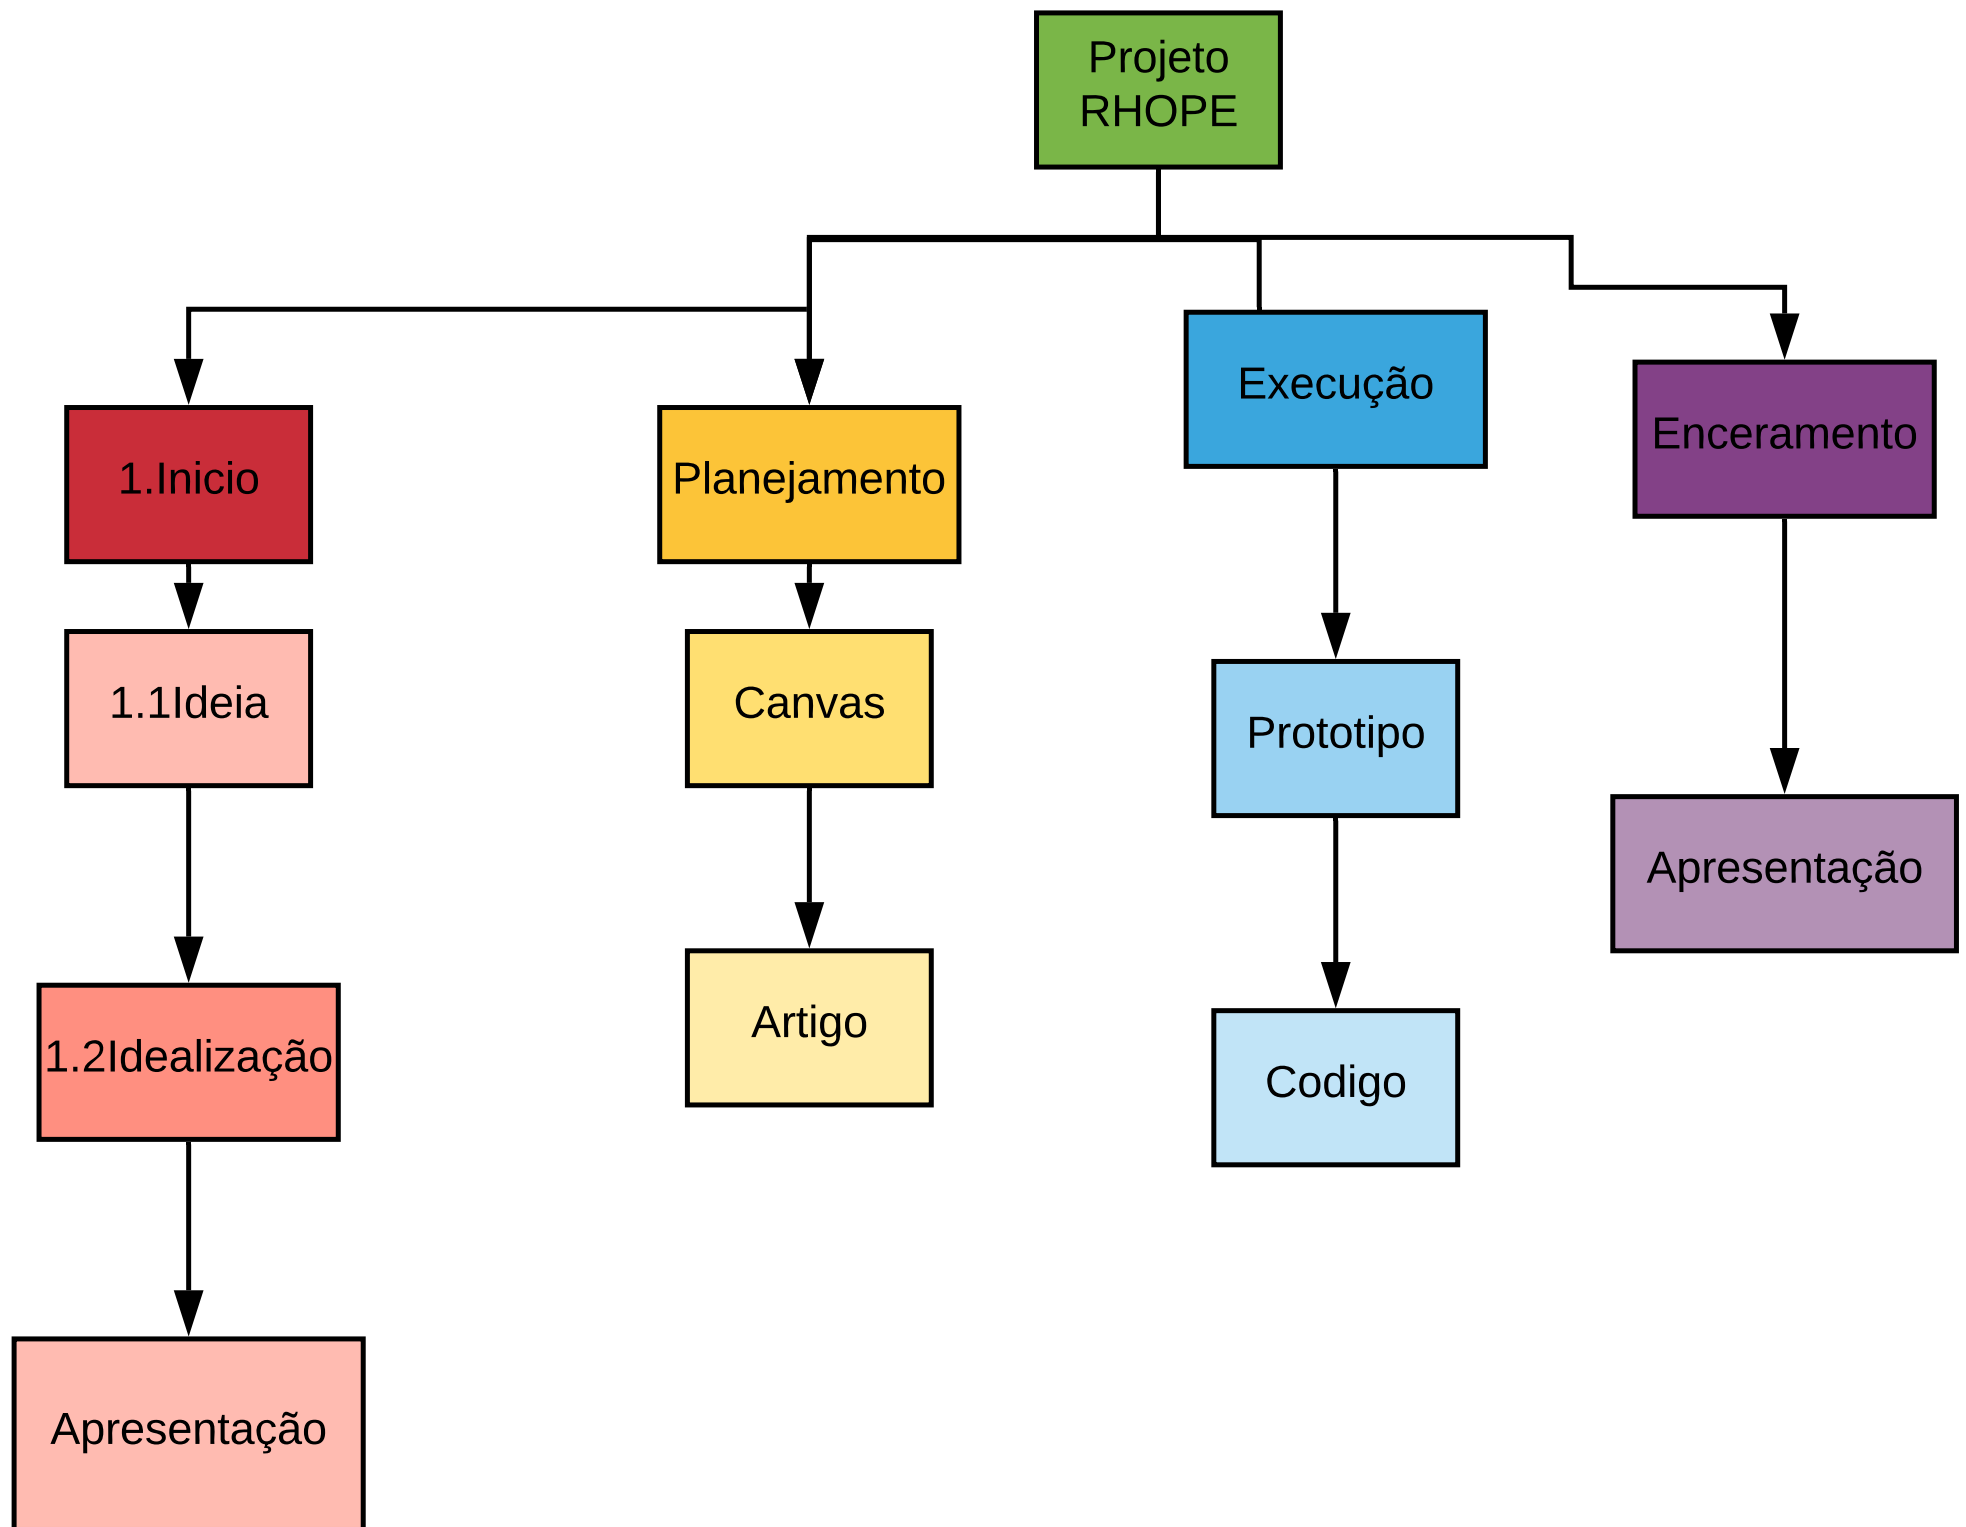 Projeto
RHOPE
1.Inicio
Planejamento
Execução
Enceramento
1.1Ideia
Canvas
Prototipo
Apresentação
1.2Idealização
Artigo
Codigo
Apresentação